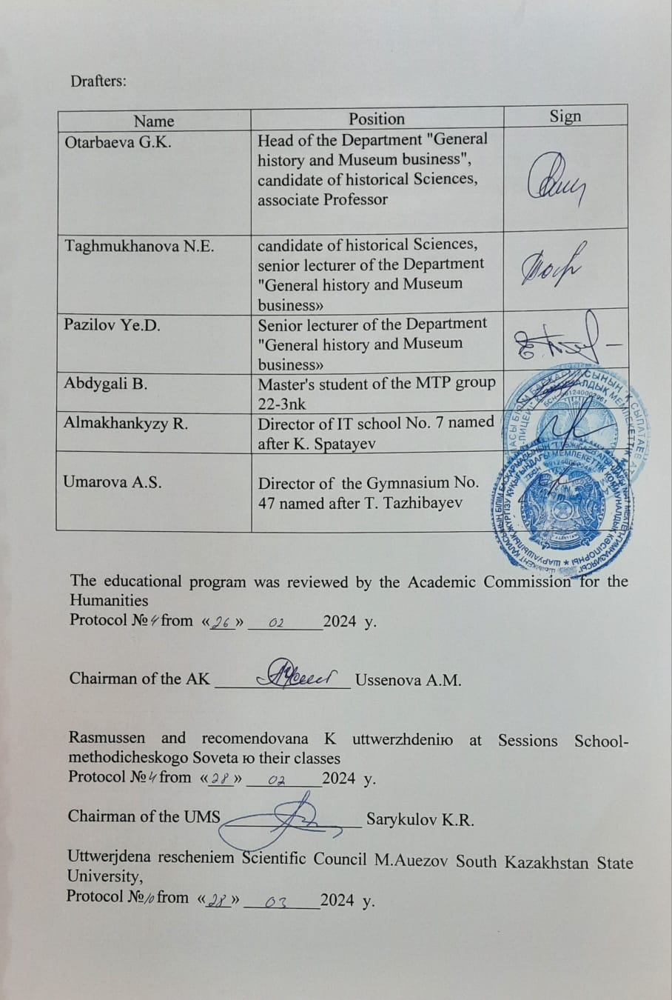 Drafters:
Name Position Sign
Otarbaeva G.K. Head of the Department "General
history and Museum business",
candidate of historical Sciences,
associate Professor
Taghmukhanova N.E. candidate of historical Sciences,
senior lecturer of the Department
"General history and Museum
business»
Pazilov Ye.D. Senior lecturer of the Department
"General history and Museum
business»
Abdygali B. Master's student of the MTP group
22-3nk
Almakhankyzy R. Director of IT school No. 7 named
after K. Spatayev
Umarova A.S. Director of the Gymnasium No.
47 named after T. Tazhibayev
The educational program was reviewed by the Academic Commission for the
Humanities
Protocol №4 from «26» 02 2024 y.
Chairman of the AK Ussenova A.M.
Rasmussen and recomendovana K uttwerzhdeniю at Sessions School-
methodicheskogo Soveta ю their classes
Protocol №4 from «28» 02 2024 y.
Chairman of the UMS Sarykulov K.R.
Uttwerjdena rescheniem Scientific Council M.Auezov South Kazakhstan State
University,
Protocol №10 from «28» 03 2024 y.